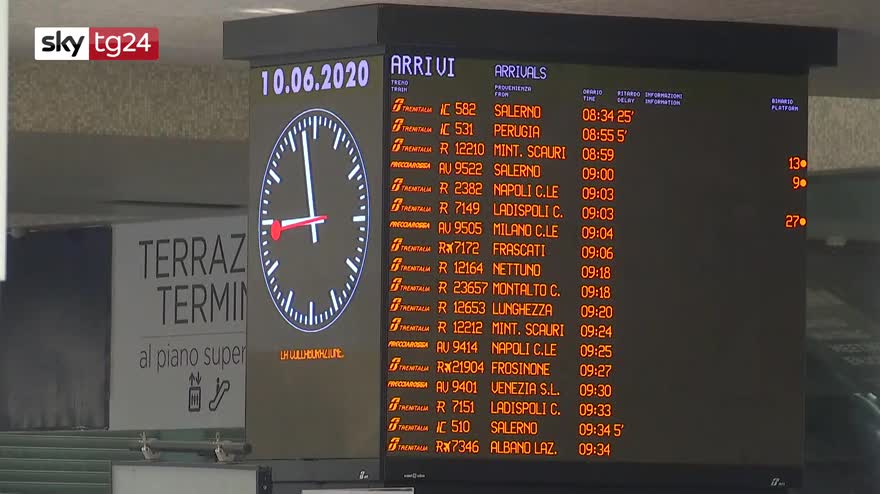 sky tg24
10.06.2020
LA COLLABORAZIONE.
TERRAZ
TERMIN
al piano super
ARRIVI ARRIVALS
TRENO PROVENIENZA ORARIO RITARDO INFORMAZIONI BINARIO
TRAIN FROM TIME DELAY INFORMATION PLATFORM
TRENITALIA IC 582 SALERNO 08:34 25'
TRENITALIA IC 531 PERUGIA 08:55 5'
TRENITALIA R 12210 MINT. SCAURI 08:59
FRECCIAROSSA AV 9522 SALERNO 09:00 13
TRENITALIA R 2382 NAPOLI C.LE 09:03 9
TRENITALIA R 7149 LADISPOLI C. 09:03
FRECCIAROSSA AV 9505 MILANO C.LE 09:04 27
TRENITALIA R 7172 FRASCATI 09:06
TRENITALIA R 12164 NETTUNO 09:18
TRENITALIA R 23657 MONTALTO C. 09:18
TRENITALIA R 12653 LUNGHEZZA 09:20
TRENITALIA R 12212 MINT. SCAURI 09:24
FRECCIAROSSA AV 9414 NAPOLI C.LE 09:25
TRENITALIA R 21904 FROSINONE 09:27
FRECCIAROSSA AV 9401 VENEZIA S.L. 09:30
TRENITALIA R 7151 LADISPOLI C. 09:33
TRENITALIA IC 510 SALERNO 09:34 5'
TRENITALIA R 7346 ALBANO LAZ. 09:34